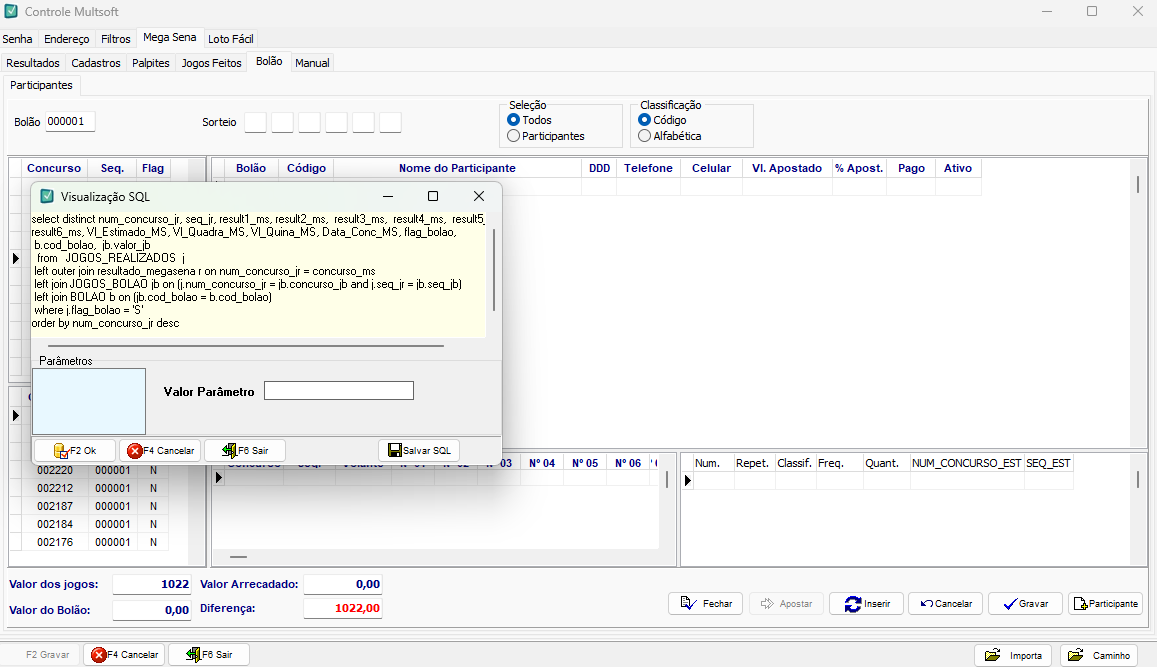 Controle Multsoft
Senha Endereço Filtros Mega Sena Loto Fácil
Resultados Cadastros Palpites Jogos Feitos Bolão Manual
Participantes
Bolão 000001 Sorteio
Seleção
Todos
Participantes
Classificação
Código
Alfabética
Concurso Seq. Flag
Bolão Código Nome do Participante DDD Telefone Celular Vl. Apostado % Apost. Pago Ativo
Visualização SQL
select distinct num_concurso_jr, seq_jr, result1_ms, result2_ms, result3_ms, result4_ms, result5_
result6_ms, Vl_Estimado_MS, Vl_Quadra_MS, Vl_Quina_MS, Data_Conc_MS, flag_bolao,
b.cod_bolao, jb.valor_jb
from JOGOS_REALIZADOS j
left outer join resultado_megasena r on num_concurso_jr = concurso_ms
left join JOGOS_BOLAO jb on (j.num_concurso_jr = jb.concurso_jb and j.seq_jr = jb.seq_jb)
left join BOLAO b on (jb.cod_bolao = b.cod_bolao)
where j.flag_bolao = 'S'
order by num_concurso_jr desc
Parâmetros
Valor Parâmetro
F2 Ok F4 Cancelar F6 Sair Salvar SQL
002220 000001 N
002212 000001 N
002187 000001 N
002184 000001 N
002176 000001 N
03 Nº 04 Nº 05 Nº 06
Num. Repet. Classif. Freq. Quant. NUM_CONCURSO_EST SEQ_EST
Valor dos jogos: 1022 Valor Arrecadado: 0,00
Valor do Bolão: 0,00 Diferença: 1022,00
Fechar Apostar Inserir Cancelar Gravar Participante
F2 Gravar F4 Cancelar F6 Sair Importa Caminho